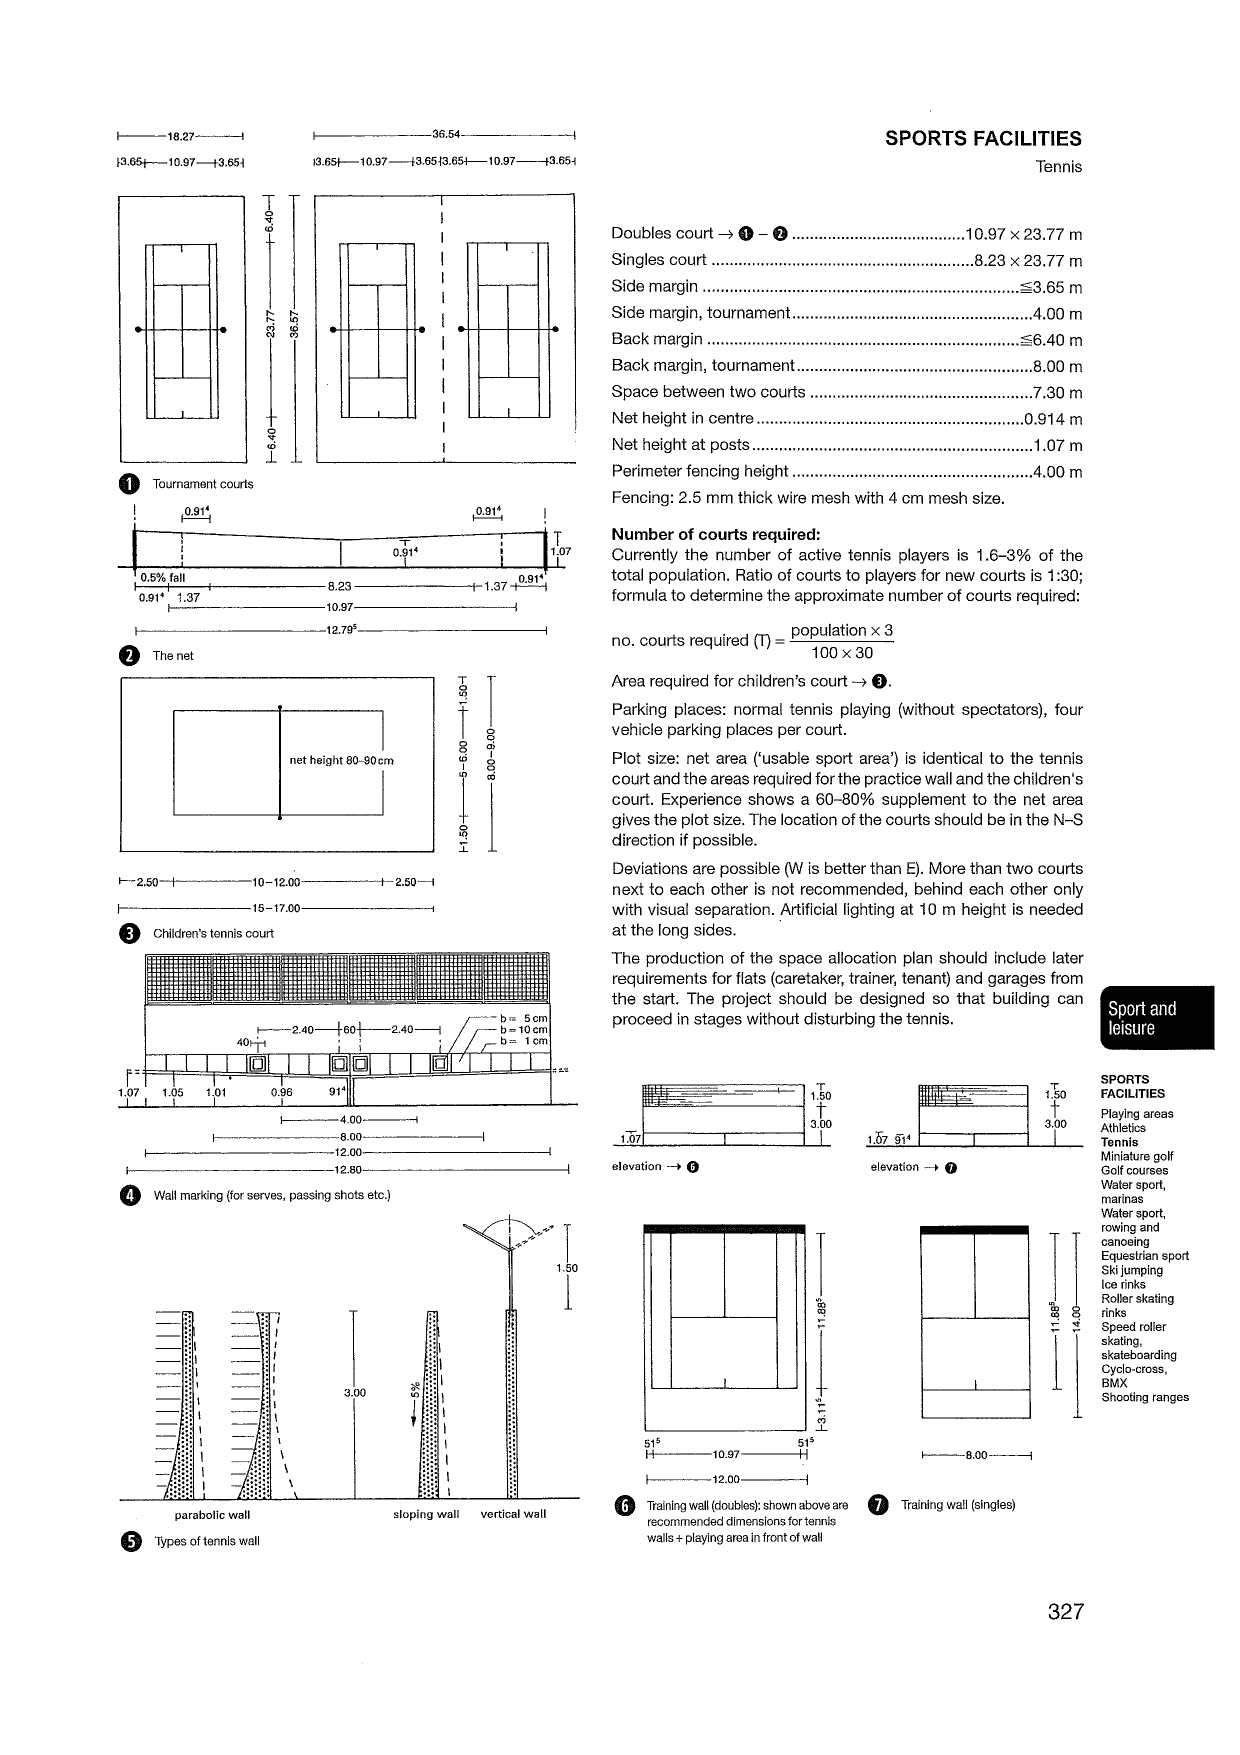 SPORTS FACILITIES
Tennis
18.27
36.54
3.65 10.97 3.65
3.65 10.97 3.65 3.65 10.97 3.65
6.40
23.77
36.57
6.40
❶ Tournament courts
0.91⁴
0.91⁴
0.91⁴
1.07
0.5% fall
8.23
1.37
0.91⁴
0.91⁴
1.37
10.97
12.79⁵
❷ The net
1.50
net height 80–90cm
5–6.00
8.00–9.00
1.50
2.50
10–12.00
2.50
15–17.00
❸ Children's tennis court
b = 5cm
2.40 60 2.40
b = 10cm
40
b = 1cm
1.07 1.05 1.01 0.96 91⁴
4.00
8.00
12.00
12.80
❹ Wall marking (for serves, passing shots etc.)
1.50
3.00
5%
parabolic wall
sloping wall
vertical wall
❺ Types of tennis wall
Doubles court → ❶ – ❷ ......................................10.97 × 23.77 m
Singles court ..........................................................8.23 × 23.77 m
Side margin ......................................................................≦3.65 m
Side margin, tournament.....................................................4.00 m
Back margin .....................................................................≦6.40 m
Back margin, tournament....................................................8.00 m
Space between two courts .................................................7.30 m
Net height in centre...........................................................0.914 m
Net height at posts..............................................................1.07 m
Perimeter fencing height .....................................................4.00 m
Fencing: 2.5 mm thick wire mesh with 4 cm mesh size.
Number of courts required:
Currently the number of active tennis players is 1.6–3% of the
total population. Ratio of courts to players for new courts is 1:30;
formula to determine the approximate number of courts required:
no. courts required (T) = population × 3
100 × 30
Area required for children's court → ❸.
Parking places: normal tennis playing (without spectators), four
vehicle parking places per court.
Plot size: net area ('usable sport area') is identical to the tennis
court and the areas required for the practice wall and the children's
court. Experience shows a 60–80% supplement to the net area
gives the plot size. The location of the courts should be in the N–S
direction if possible.
Deviations are possible (W is better than E). More than two courts
next to each other is not recommended, behind each other only
with visual separation. Artificial lighting at 10 m height is needed
at the long sides.
The production of the space allocation plan should include later
requirements for flats (caretaker, trainer, tenant) and garages from
the start. The project should be designed so that building can
proceed in stages without disturbing the tennis.
1.50
3.00
1.07
elevation → ❻
1.50
3.00
1.07 91⁴
elevation → ❼
11.88⁵
3.11⁵
51⁵
51⁵
10.97
12.00
❻ Training wall (doubles): shown above are
recommended dimensions for tennis
walls + playing area in front of wall
11.88⁵
14.00
8.00
❼ Training wall (singles)
Sport and
leisure
SPORTS
FACILITIES
Playing areas
Athletics
Tennis
Miniature golf
Golf courses
Water sport,
marinas
Water sport,
rowing and
canoeing
Equestrian sport
Ski jumping
Ice rinks
Roller skating
rinks
Speed roller
skating,
skateboarding
Cyclo-cross,
BMX
Shooting ranges
327